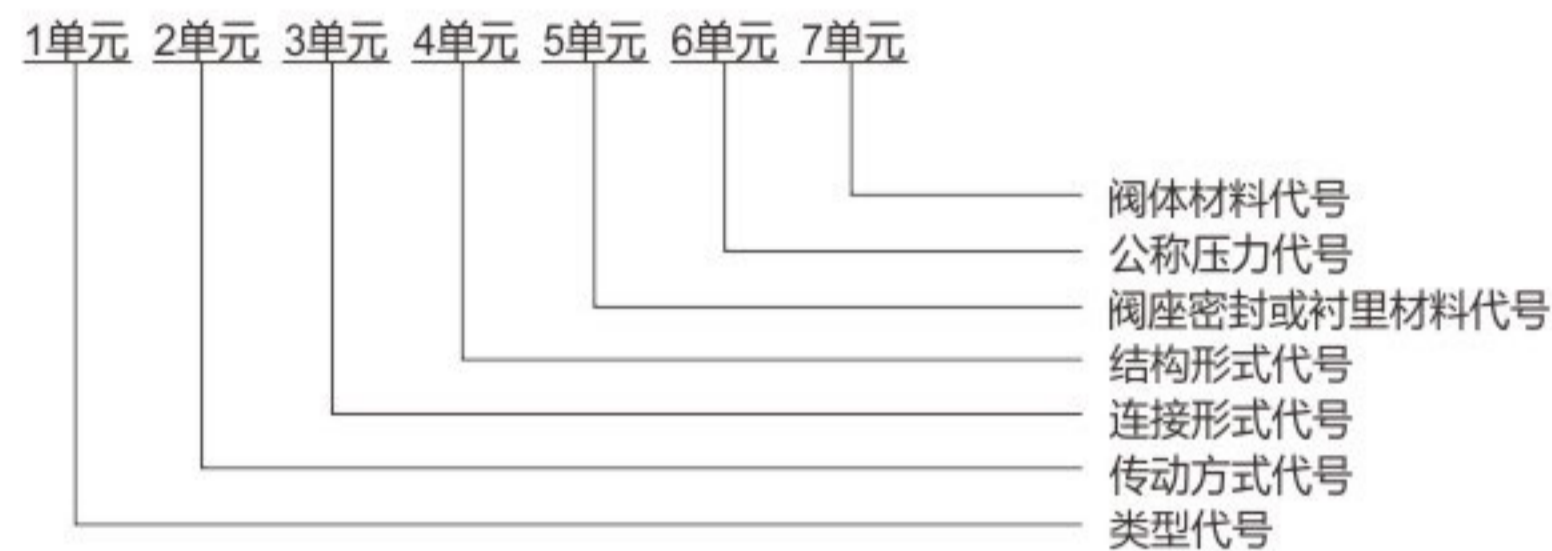 1单元 2单元 3单元 4单元 5单元 6单元 7单元
阀体材料代号
公称压力代号
阀座密封或衬里材料代号
结构形式代号
连接形式代号
传动方式代号
类型代号